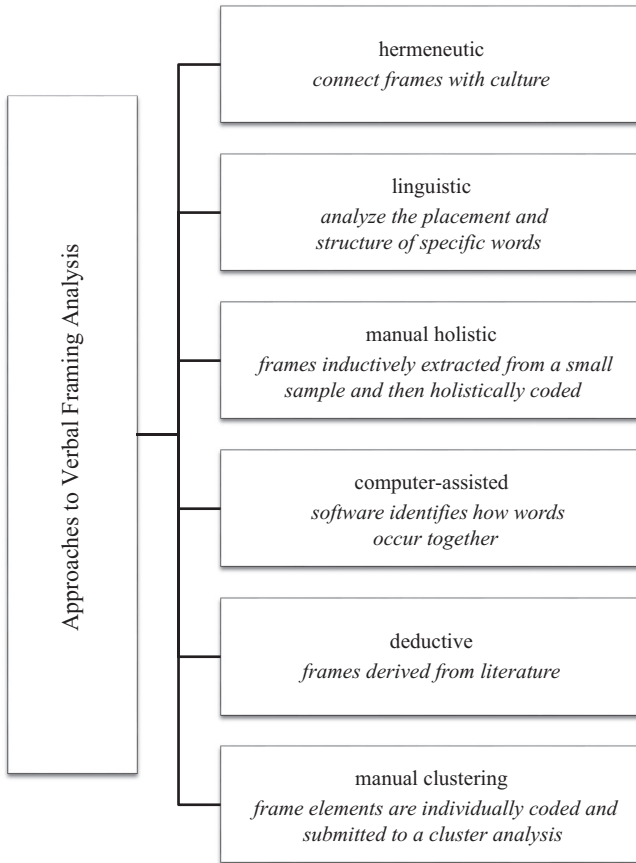 Approaches to Verbal Framing Analysis
hermeneutic
connect frames with culture
linguistic
analyze the placement and
structure of specific words
manual holistic
frames inductively extracted from a small
sample and then holistically coded
computer-assisted
software identifies how words
occur together
deductive
frames derived from literature
manual clustering
frame elements are individually coded and
submitted to a cluster analysis